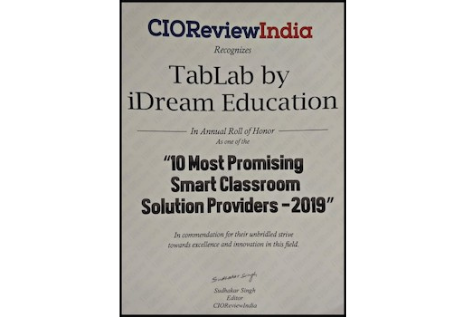 CIOReviewIndia
Recognizes
TabLab by
iDream Education
In Annual Roll of Honor
As one of the
“10 Most Promising
Smart Classroom
Solution Providers – 2019”
In commendation for their unbridled strive
towards excellence and innovation in this field.
Sudhakar Singh
Sudhakar Singh
Editor
CIOReviewIndia